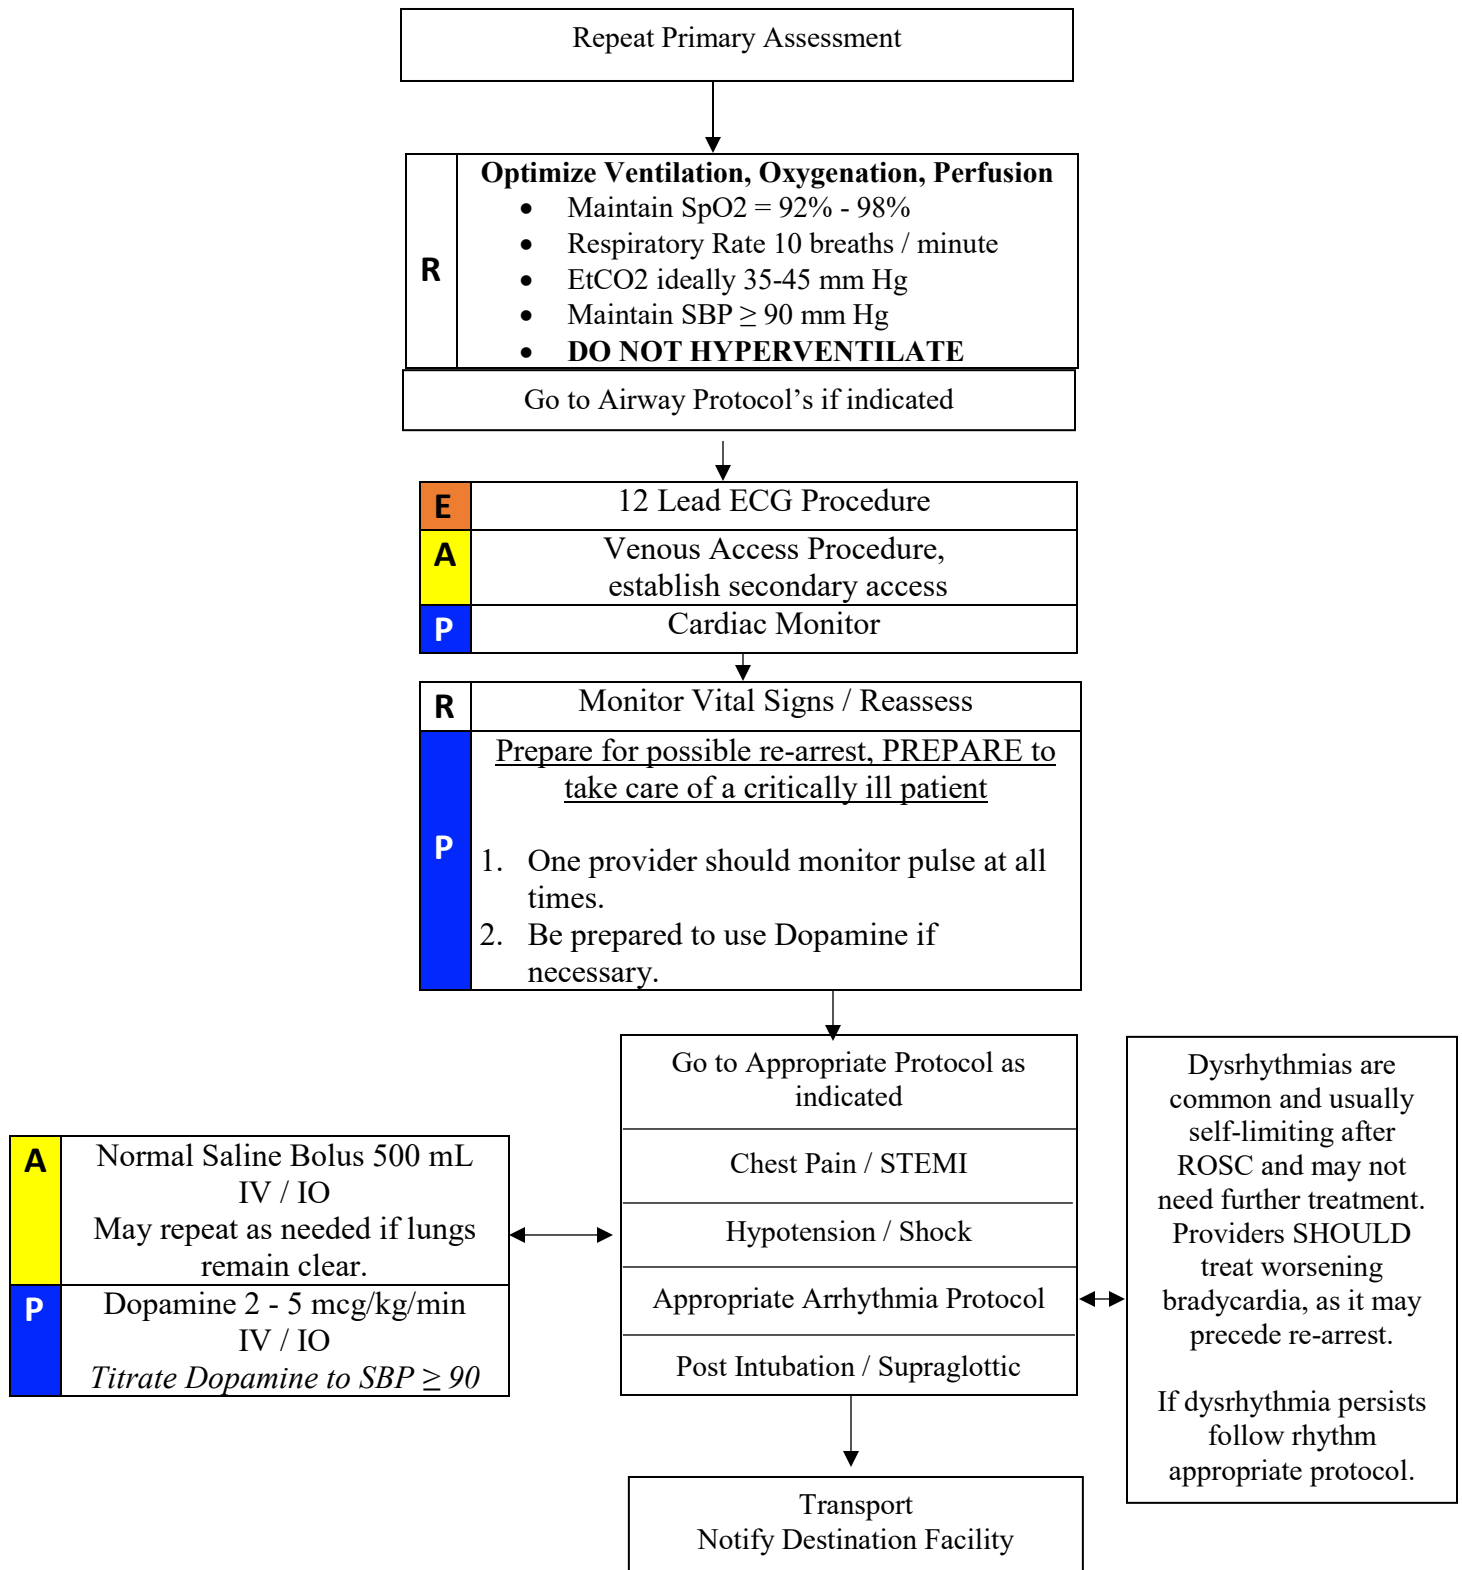 Repeat Primary Assessment
R
Optimize Ventilation, Oxygenation, Perfusion
• Maintain SpO2 = 92% - 98%
• Respiratory Rate 10 breaths / minute
• EtCO2 ideally 35-45 mm Hg
• Maintain SBP ≥ 90 mm Hg
• DO NOT HYPERVENTILATE
Go to Airway Protocol’s if indicated
E
12 Lead ECG Procedure
A
Venous Access Procedure,
establish secondary access
P
Cardiac Monitor
R
Monitor Vital Signs / Reassess
P
Prepare for possible re-arrest, PREPARE to
take care of a critically ill patient
1. One provider should monitor pulse at all
times.
2. Be prepared to use Dopamine if
necessary.
Go to Appropriate Protocol as
indicated
Chest Pain / STEMI
Hypotension / Shock
Appropriate Arrhythmia Protocol
Post Intubation / Supraglottic
A
Normal Saline Bolus 500 mL
IV / IO
May repeat as needed if lungs
remain clear.
P
Dopamine 2 - 5 mcg/kg/min
IV / IO
Titrate Dopamine to SBP ≥ 90
Dysrhythmias are
common and usually
self-limiting after
ROSC and may not
need further treatment.
Providers SHOULD
treat worsening
bradycardia, as it may
precede re-arrest.
If dysrhythmia persists
follow rhythm
appropriate protocol.
Transport
Notify Destination Facility